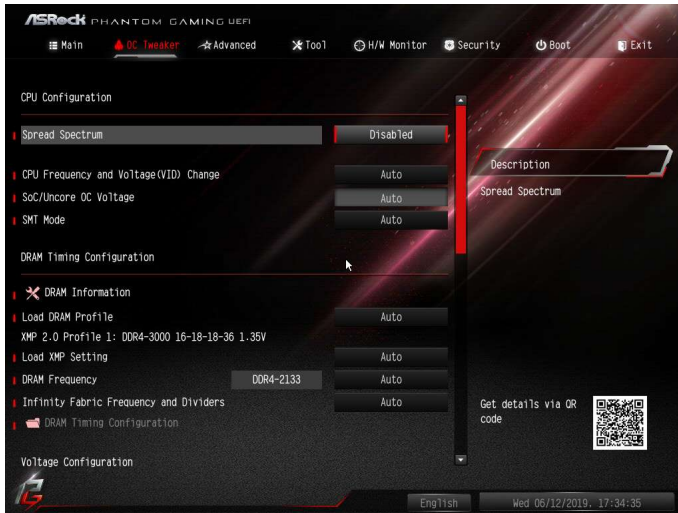 ASRock PHANTOM GAMING UEFI
Main OC Tweaker Advanced Tool H/W Monitor Security Boot Exit
CPU Configuration
Spread Spectrum Disabled
Description
CPU Frequency and Voltage(VID) Change Auto
Spread Spectrum
SoC/Uncore OC Voltage Auto
SMT Mode Auto
DRAM Timing Configuration
DRAM Information
Load DRAM Profile Auto
XMP 2.0 Profile 1: DDR4-3000 16-18-18-36 1.35V
Load XMP Setting Auto
DRAM Frequency DDR4-2133 Auto
Infinity Fabric Frequency and Dividers Auto
Get details via QR
code
DRAM Timing Configuration
Voltage Configuration
English Wed 06/12/2019, 17:34:35